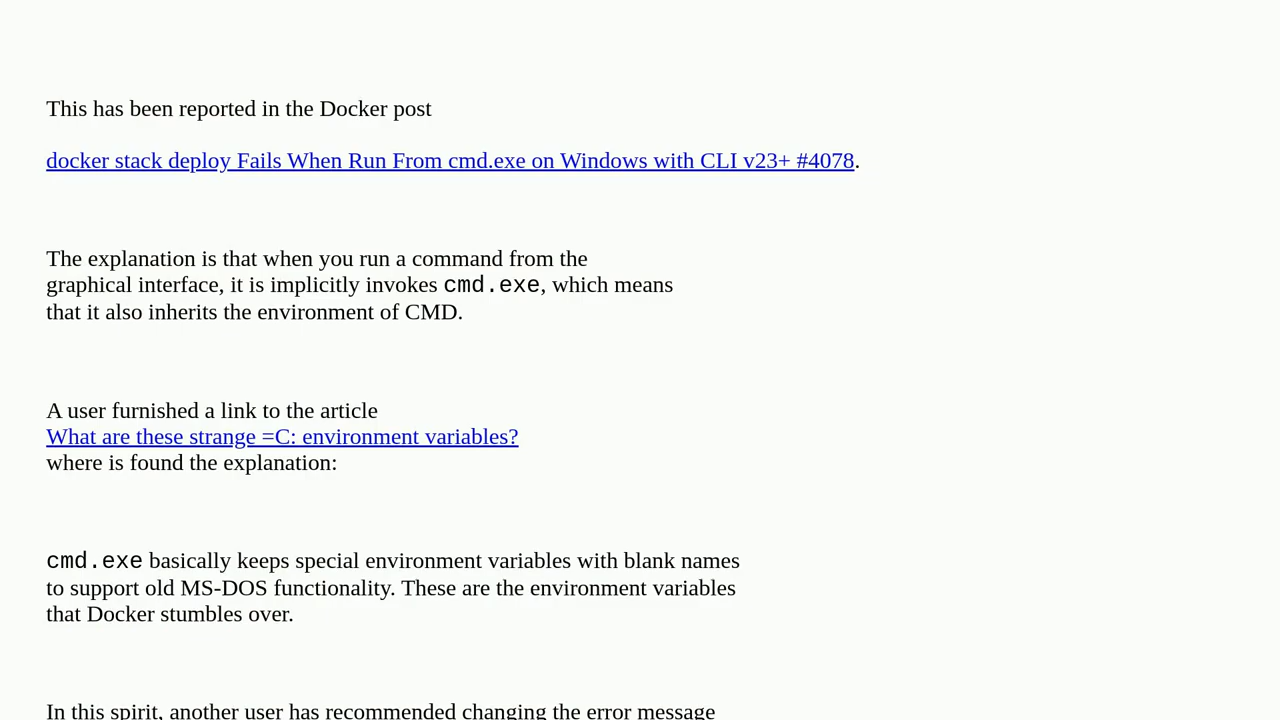 This has been reported in the Docker post
docker stack deploy Fails When Run From cmd.exe on Windows with CLI v23+ #4078.
The explanation is that when you run a command from the
graphical interface, it is implicitly invokes cmd.exe, which means
that it also inherits the environment of CMD.
A user furnished a link to the article
What are these strange =C: environment variables?
where is found the explanation:
cmd.exe basically keeps special environment variables with blank names
to support old MS-DOS functionality. These are the environment variables
that Docker stumbles over.
In this spirit, another user has recommended changing the error message